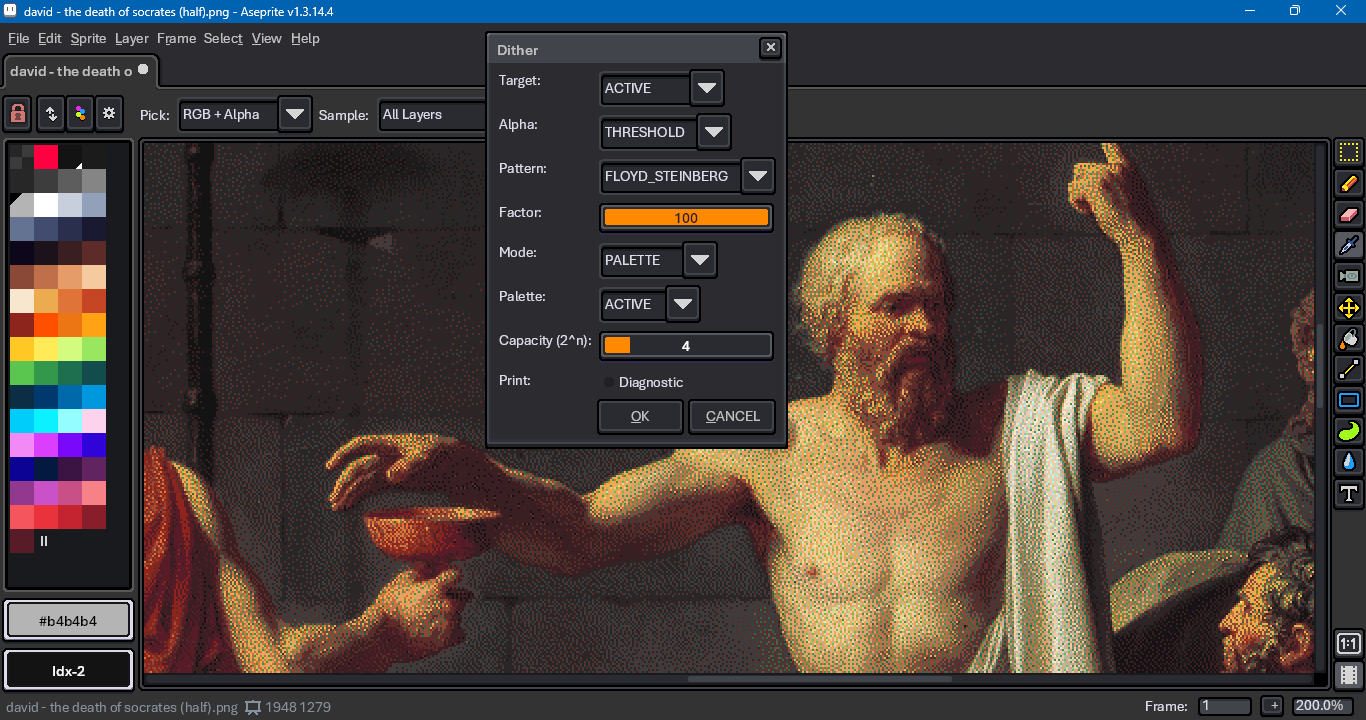 david - the death of socrates (half).png - Aseprite v1.3.14.4
File Edit Sprite Layer Frame Select View Help
david - the death o
Pick: RGB + Alpha Sample: All Layers
Dither
Target: ACTIVE
Alpha: THRESHOLD
Pattern: FLOYD_STEINBERG
Factor: 100
Mode: PALETTE
Palette: ACTIVE
Capacity (2^n): 4
Print: Diagnostic
OK CANCEL
T
#b4b4b4
Idx-2
1:1
david - the death of socrates (half).png 1948 1279 Frame: 1 + 200.0%